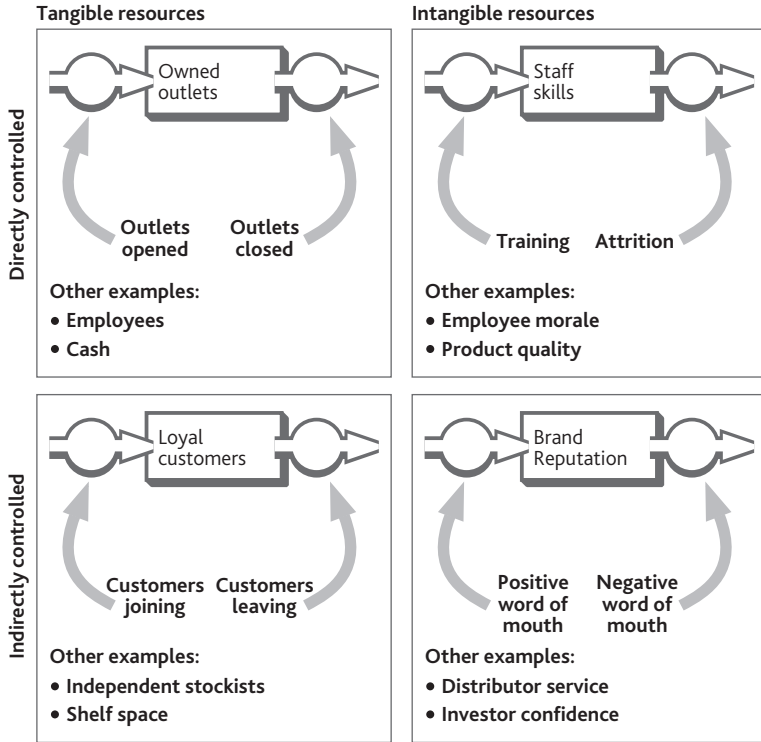 Tangible resources
Intangible resources
Directly controlled
Owned
outlets
Outlets
opened
Outlets
closed
Other examples:
• Employees
• Cash
Staff
skills
Training
Attrition
Other examples:
• Employee morale
• Product quality
Indirectly controlled
Loyal
customers
Customers
joining
Customers
leaving
Other examples:
• Independent stockists
• Shelf space
Brand
Reputation
Positive
word of
mouth
Negative
word of
mouth
Other examples:
• Distributor service
• Investor confidence